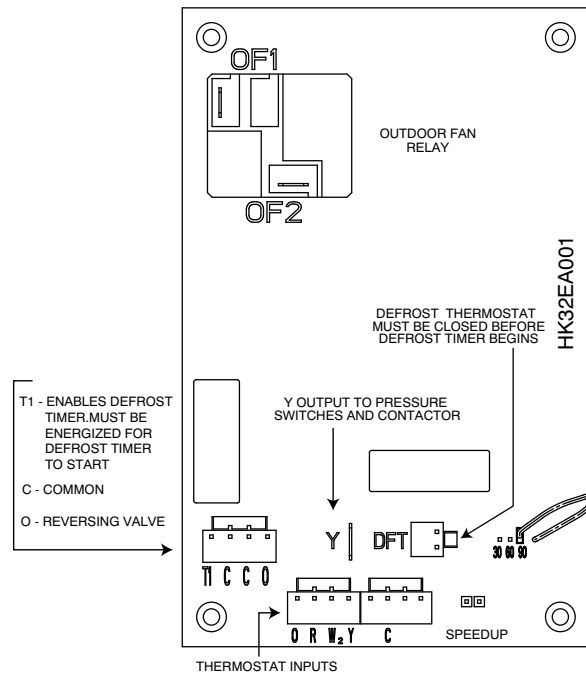 OF1
OUTDOOR FAN
RELAY
OF2
HK32EA001
DEFROST THERMOSTAT
MUST BE CLOSED BEFORE
DEFROST TIMER BEGINS
T1 - ENABLES DEFROST
TIMER.MUST BE
ENERGIZED FOR
DEFROST TIMER
TO START
C - COMMON
O - REVERSING VALVE
Y OUTPUT TO PRESSURE
SWITCHES AND CONTACTOR
Y
DFT
30 60 90
T1 C C O
O R W₂ Y C
SPEEDUP
THERMOSTAT INPUTS